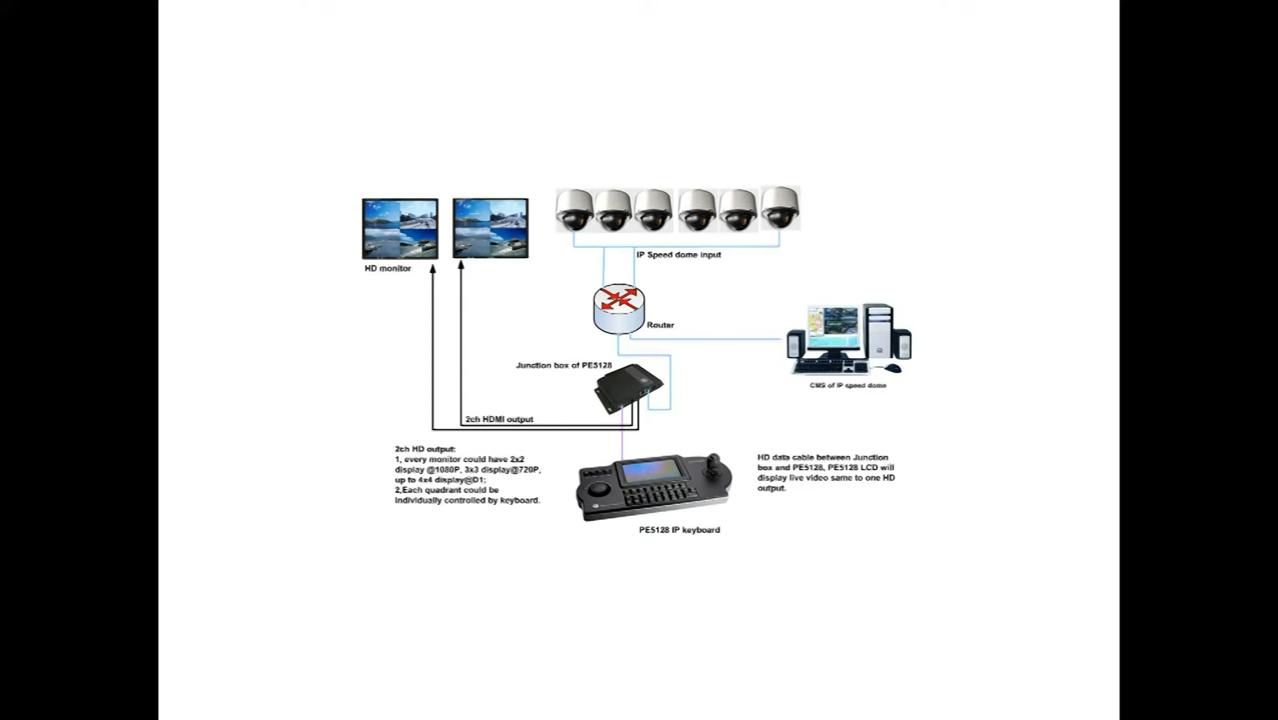 HD monitor
IP Speed dome input
Router
Junction box of PE5128
CMS of IP speed dome
2ch HDMI output
2ch HD output:
1, every monitor could have 2x2
display @1080P, 3x3 display@720P,
up to 4x4 display@D1;
2,Each quadrant could be
individually controlled by keyboard.
HD data cable between Junction
box and PE5128, PE5128 LCD will
display live video same to one HD
output.
PE5128 IP keyboard